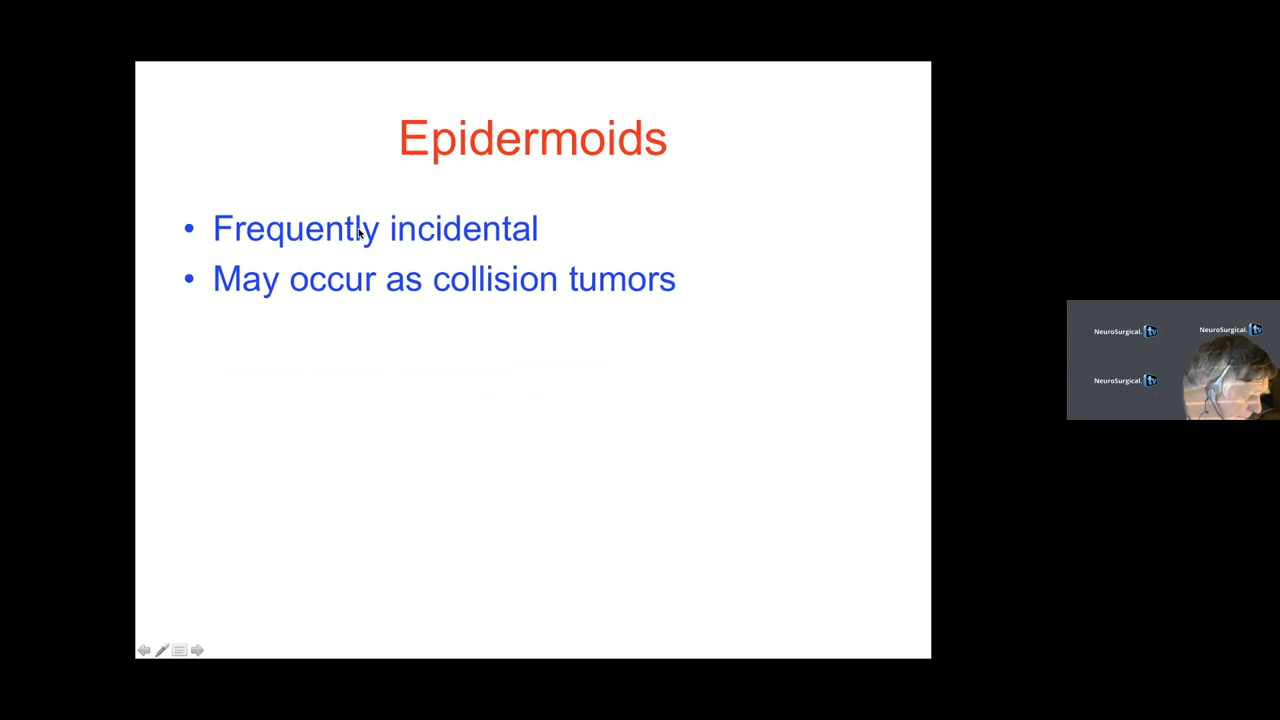 Epidermoids
• Frequently incidental
• May occur as collision tumors
NeuroSurgical.tv
NeuroSurgical.tv
NeuroSurgical.tv